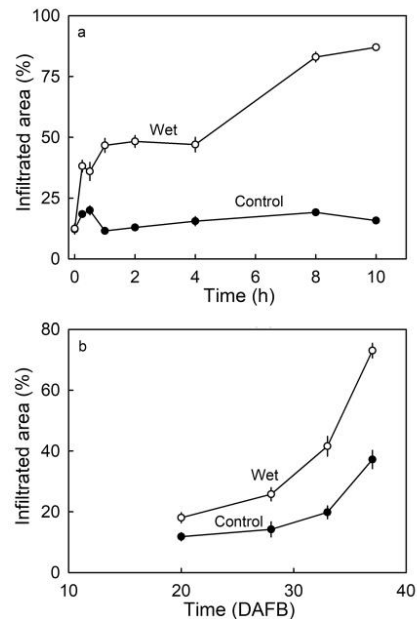 a
100
75
50
25
0
Infiltrated area (%)
Wet
Control
0 2 4 6 8 10
Time (h)
b
80
60
40
20
0
Infiltrated area (%)
Wet
Control
10 20 30 40
Time (DAFB)